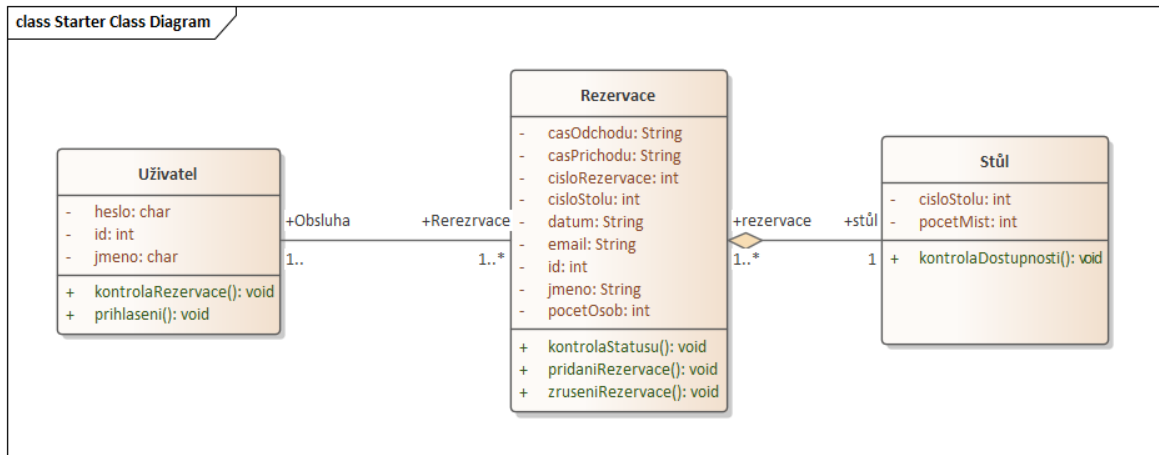 class Starter Class Diagram
Uživatel
- heslo: char
- id: int
- jmeno: char
+ kontrolaRezervace(): void
+ prihlaseni(): void
+Obsluha
1..
+Rerezrvace
1..*
Rezervace
- casOdchodu: String
- casPrichodu: String
- cisloRezervace: int
- cisloStolu: int
- datum: String
- email: String
- id: int
- jmeno: String
- pocetOsob: int
+ kontrolaStatusu(): void
+ pridaniRezervace(): void
+ zruseniRezervace(): void
+rezervace
1..*
+stůl
1
Stůl
- cisloStolu: int
- pocetMist: int
+ kontrolaDostupnosti(): void